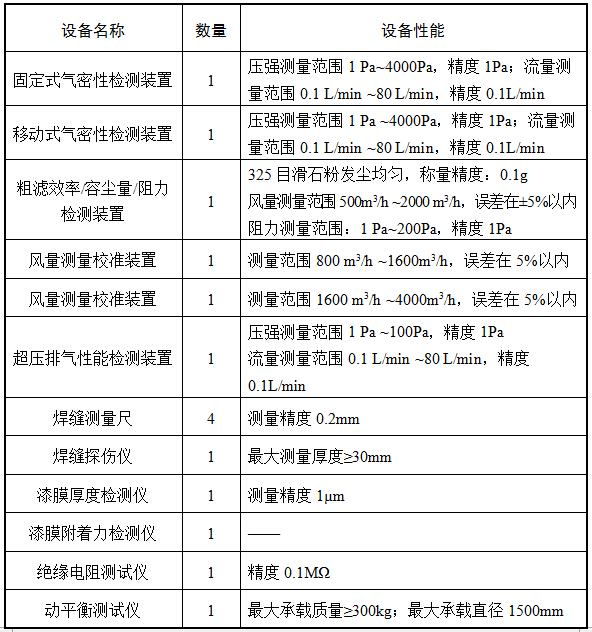 设备名称 数量 设备性能
固定式气密性检测装置 1 压强测量范围 1 Pa~4000Pa，精度 1Pa；流量测
量范围 0.1 L/min ~80 L/min，精度 0.1L/min
移动式气密性检测装置 1 压强测量范围 1 Pa ~4000Pa，精度 1Pa；流量测
量范围 0.1 L/min ~80 L/min，精度 0.1L/min
粗滤效率/容尘量/阻力
检测装置 1 325 目滑石粉发尘均匀，称量精度：0.1g
风量测量范围 500m³/h ~2000 m³/h，误差在±5%以内
阻力测量范围：1 Pa~200Pa，精度 1Pa
风量测量校准装置 1 测量范围 800 m³/h ~1600m³/h，误差在 5%以内
风量测量校准装置 1 测量范围 1600 m³/h ~4000m³/h，误差在 5%以内
超压排气性能检测装置 1 压强测量范围 1 Pa ~100Pa，精度 1Pa
流量测量范围 0.1 L/min ~80 L/min，精度
0.1L/min
焊缝测量尺 4 测量精度 0.2mm
焊缝探伤仪 1 最大测量厚度≥30mm
漆膜厚度检测仪 1 测量精度 1μm
漆膜附着力检测仪 1 ——
绝缘电阻测试仪 1 精度 0.1MΩ
动平衡测试仪 1 最大承载质量≥300kg；最大承载直径 1500mm